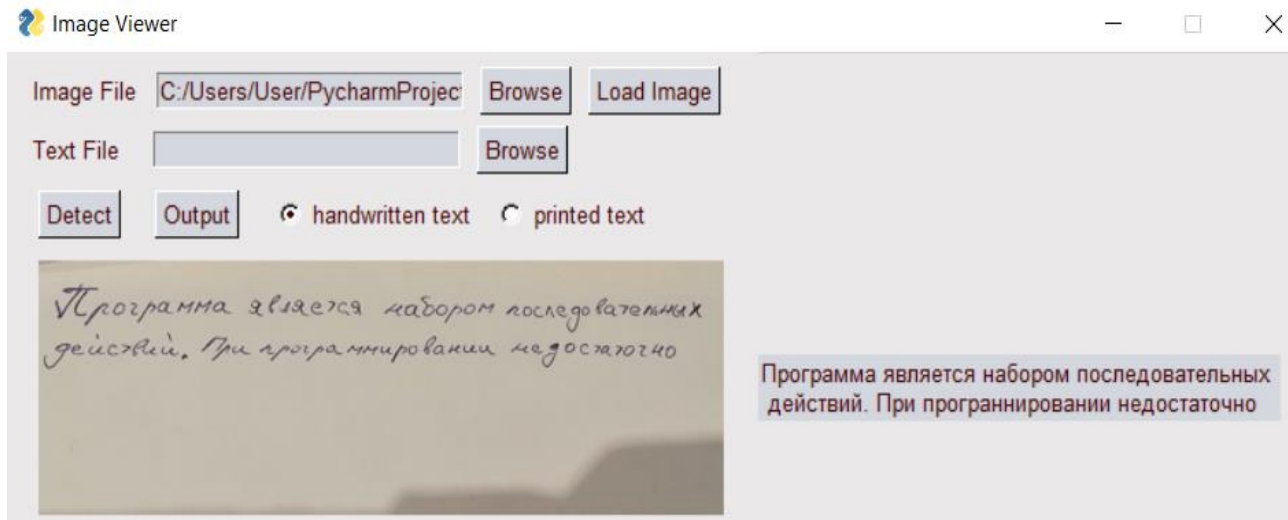 Image Viewer
Image File C:/Users/User/PycharmProjec Browse Load Image
Text File Browse
Detect Output handwritten text printed text
Программа является набором последовательных
действий. При программировании недостаточно
Программа является набором последовательных
действий. При програннировании недостаточно